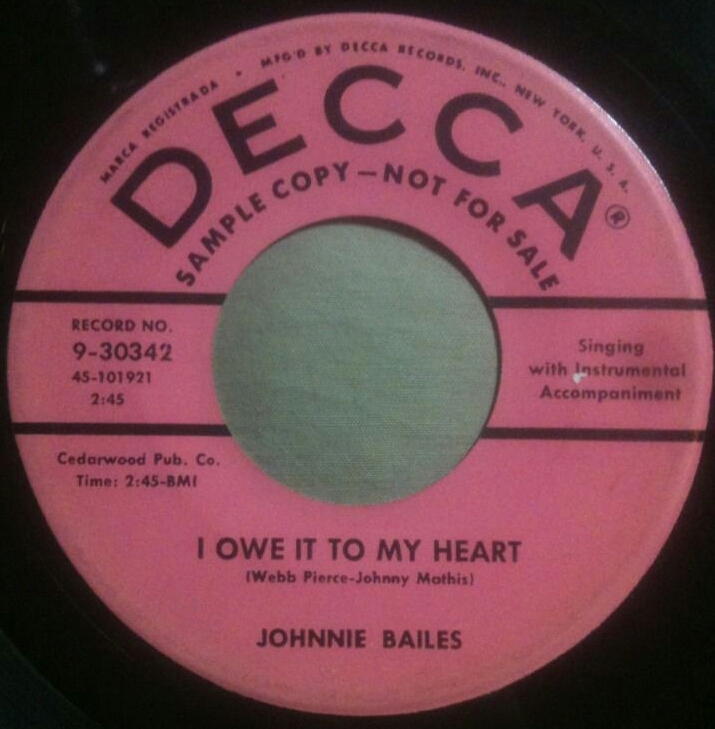 MARCA REGISTRADA • MFG'D BY DECCA RECORDS, INC., NEW YORK, U. S. A.
DECCA®
SAMPLE COPY—NOT FOR SALE
RECORD NO.
9-30342
45-101921
2:45
Singing
with Instrumental
Accompaniment
Cedarwood Pub. Co.
Time: 2:45-BMI
I OWE IT TO MY HEART
(Webb Pierce-Johnny Mathis)
JOHNNIE BAILES